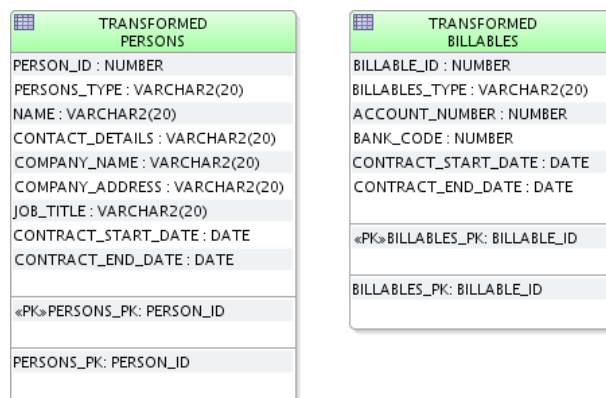 TRANSFORMED
PERSONS
PERSON_ID : NUMBER
PERSONS_TYPE : VARCHAR2(20)
NAME : VARCHAR2(20)
CONTACT_DETAILS : VARCHAR2(20)
COMPANY_NAME : VARCHAR2(20)
COMPANY_ADDRESS : VARCHAR2(20)
JOB_TITLE : VARCHAR2(20)
CONTRACT_START_DATE : DATE
CONTRACT_END_DATE : DATE
«PK»PERSONS_PK: PERSON_ID
PERSONS_PK: PERSON_ID
TRANSFORMED
BILLABLES
BILLABLE_ID : NUMBER
BILLABLES_TYPE : VARCHAR2(20)
ACCOUNT_NUMBER : NUMBER
BANK_CODE : NUMBER
CONTRACT_START_DATE : DATE
CONTRACT_END_DATE : DATE
«PK»BILLABLES_PK: BILLABLE_ID
BILLABLES_PK: BILLABLE_ID